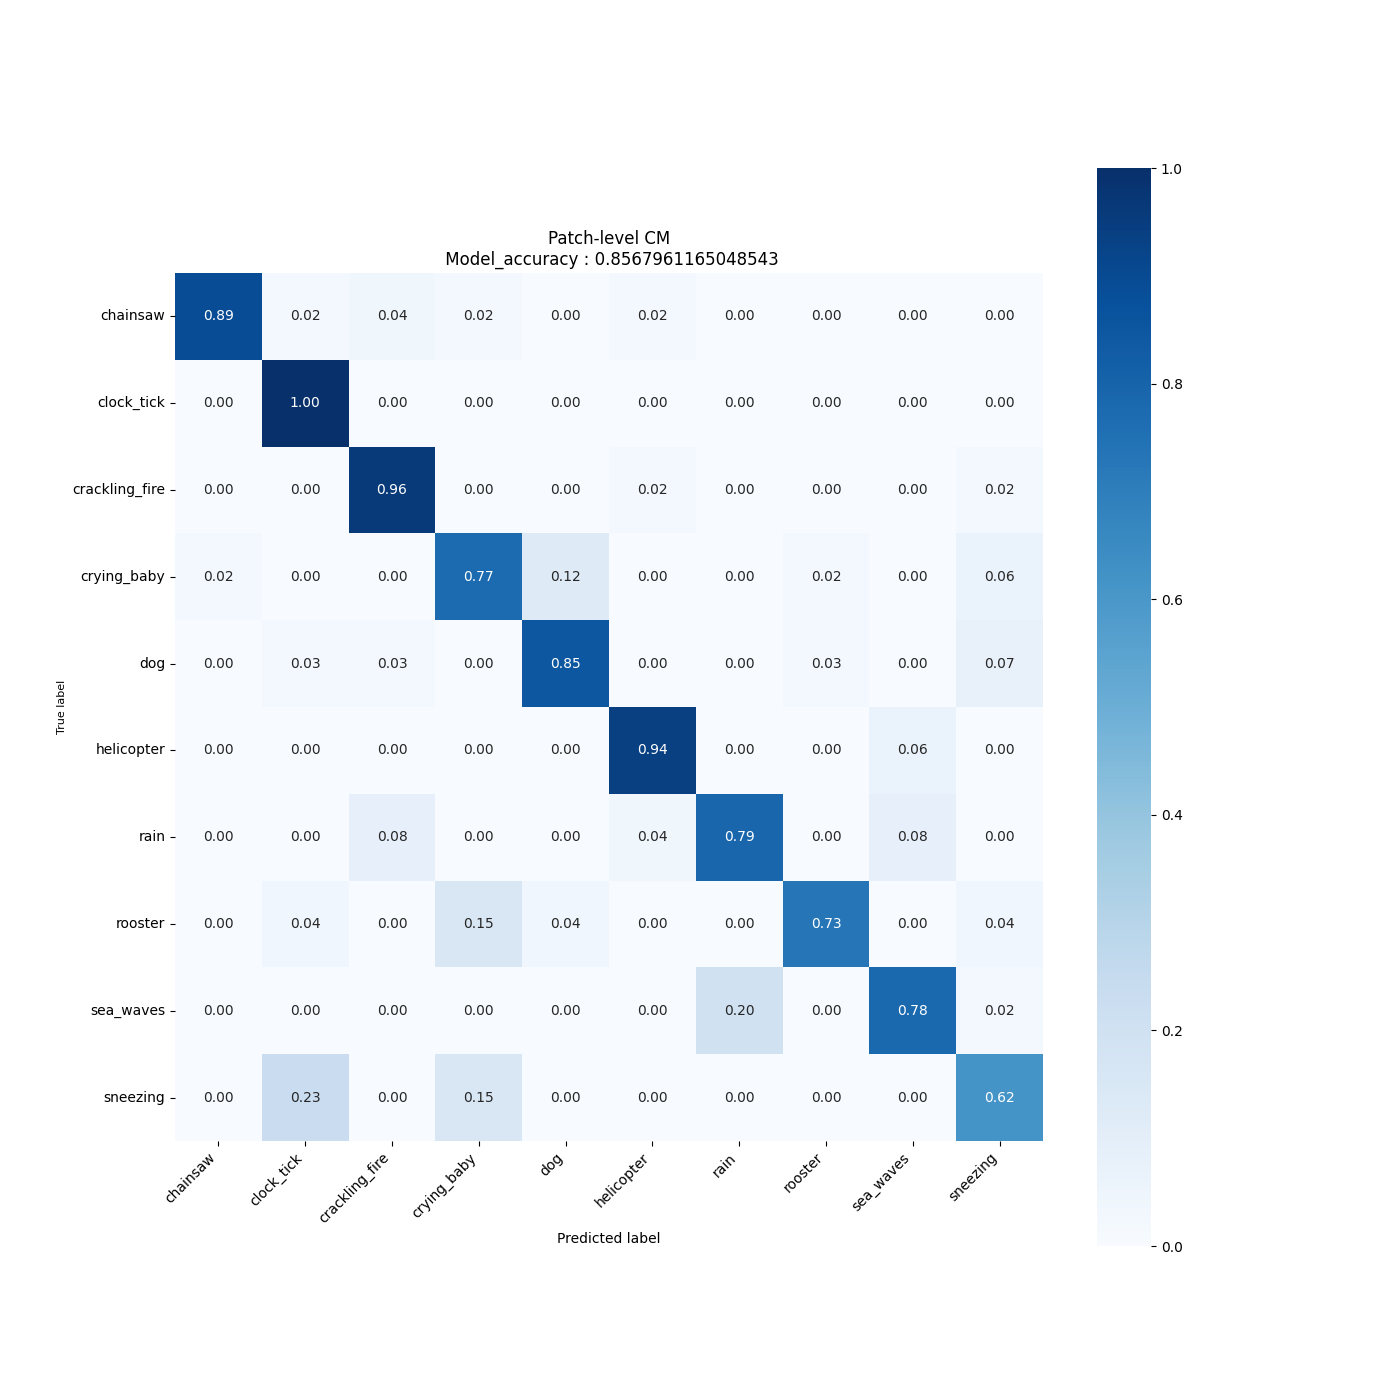 Patch-level CM
Model_accuracy : 0.8567961165048543
chainsaw 0.89 0.02 0.04 0.02 0.00 0.02 0.00 0.00 0.00 0.00
clock_tick 0.00 1.00 0.00 0.00 0.00 0.00 0.00 0.00 0.00 0.00
crackling_fire 0.00 0.00 0.96 0.00 0.00 0.02 0.00 0.00 0.00 0.02
crying_baby 0.02 0.00 0.00 0.77 0.12 0.00 0.00 0.02 0.00 0.06
dog 0.00 0.03 0.03 0.00 0.85 0.00 0.00 0.03 0.00 0.07
helicopter 0.00 0.00 0.00 0.00 0.00 0.94 0.00 0.00 0.06 0.00
rain 0.00 0.00 0.08 0.00 0.00 0.04 0.79 0.00 0.08 0.00
rooster 0.00 0.04 0.00 0.15 0.04 0.00 0.00 0.73 0.00 0.04
sea_waves 0.00 0.00 0.00 0.00 0.00 0.00 0.20 0.00 0.78 0.02
sneezing 0.00 0.23 0.00 0.15 0.00 0.00 0.00 0.00 0.00 0.62
True label
chainsaw clock_tick crackling_fire crying_baby dog helicopter rain rooster sea_waves sneezing
Predicted label
1.0
0.8
0.6
0.4
0.2
0.0